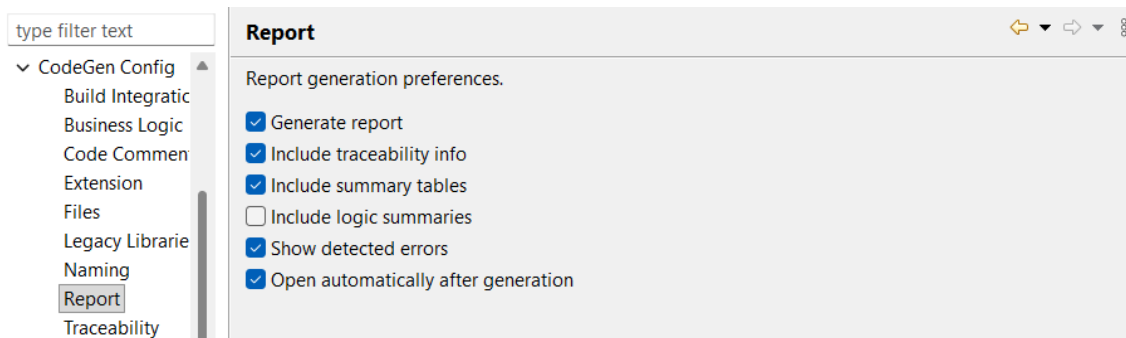 type filter text
CodeGen Config
Build Integratic
Business Logic
Code Commen
Extension
Files
Legacy Librarie
Naming
Report
Traceability
Report
Report generation preferences.
Generate report
Include traceability info
Include summary tables
Include logic summaries
Show detected errors
Open automatically after generation